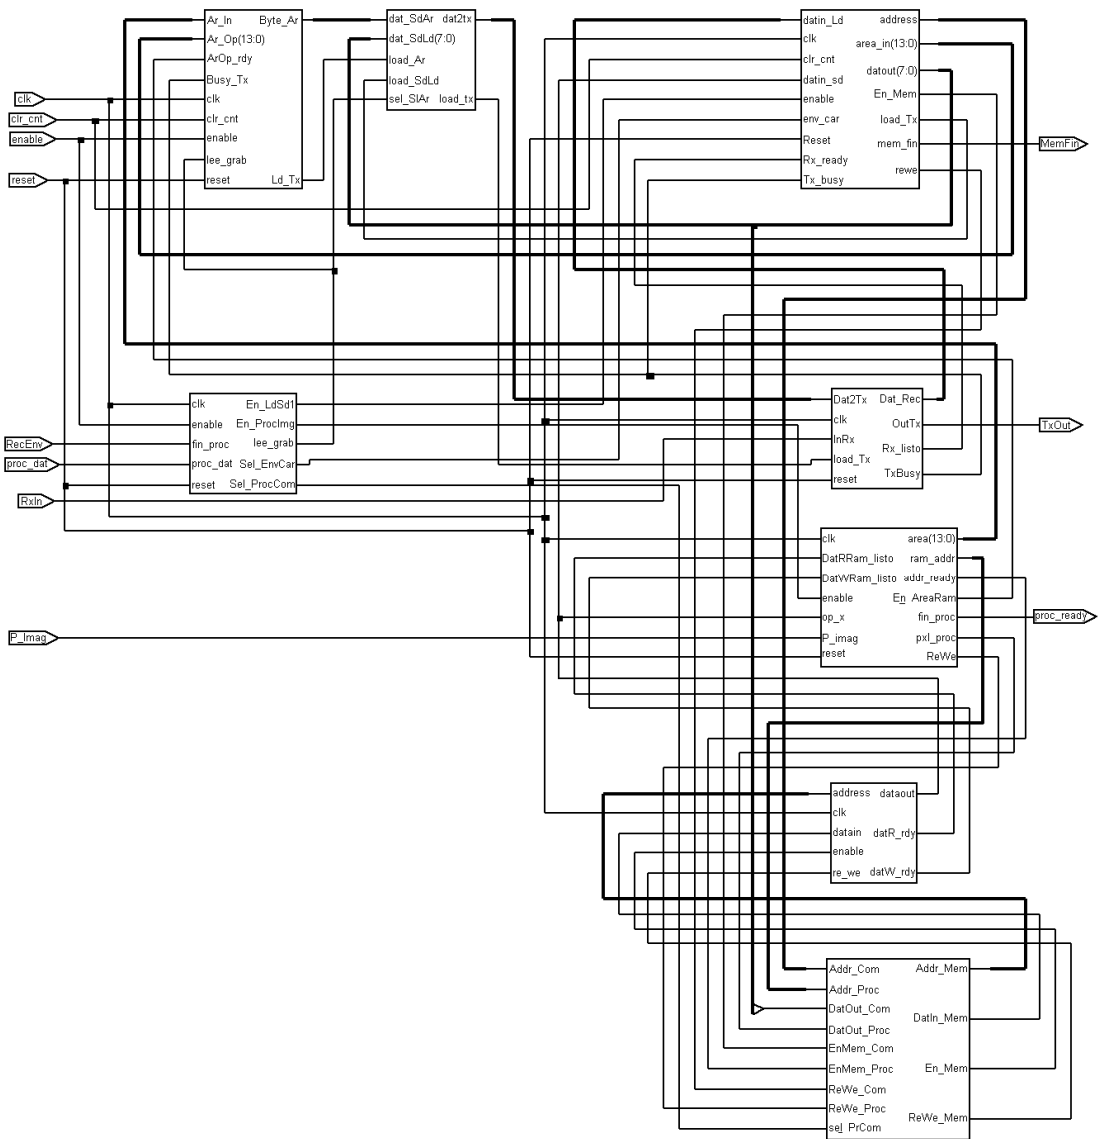 Ar_In Byte_Ar
Ar_Op(13:0)
ArOp_rdy
Busy_Tx
clk
clr_cnt
enable
lee_grab
reset Ld_Tx
dat_SdAr dat2tx
dat_SdLd(7:0)
load_Ar
load_SdLd
sel_SlAr load_tx
datin_Ld address
clk area_in(13:0)
clr_cnt datout(7:0)
datin_sd En_Mem
enable load_Tx
env_car mem_fin
Reset rewe
Rx_ready
Tx_busy
clk
clr_cnt
enable
reset
MemFin
clk En_LdSd1
enable En_ProcImg
fin_proc lee_grab
proc_dat Sel_EnvCar
reset Sel_ProcCom
RecEnv
proc_dat
RxIn
Dat2Tx Dat_Rec
clk OutTx
InRx Rx_listo
load_Tx TxBusy
reset
TxOut
clk area(13:0)
DatRRam_listo ram_addr
DatWRam_listo addr_ready
enable En_AreaRam
op_x fin_proc
P_imag pxl_proc
reset ReWe
P_Imag
proc_ready
address dataout
clk
datain datR_rdy
enable
re_we datW_rdy
Addr_Com Addr_Mem
Addr_Proc
DatOut_Com DatIn_Mem
DatOut_Proc
EnMem_Com
EnMem_Proc En_Mem
ReWe_Com
ReWe_Proc ReWe_Mem
sel_PrCom